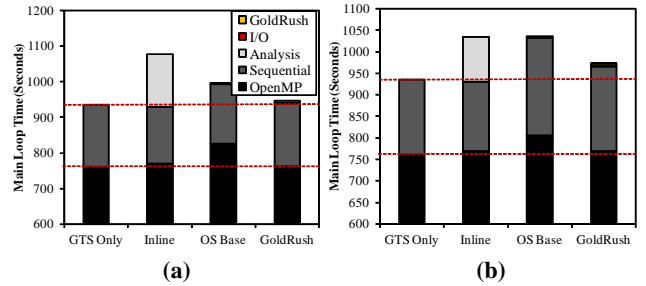 1200
1100
1000
900
800
700
600
Main Loop Time (Seconds)
GoldRush
I/O
Analysis
Sequential
OpenMP
GTS Only Inline OS Base GoldRush
(a)
1100
1050
1000
950
900
850
800
750
700
650
600
Main Loop Time (Seconds)
GTS Only Inline OS Base GoldRush
(b)